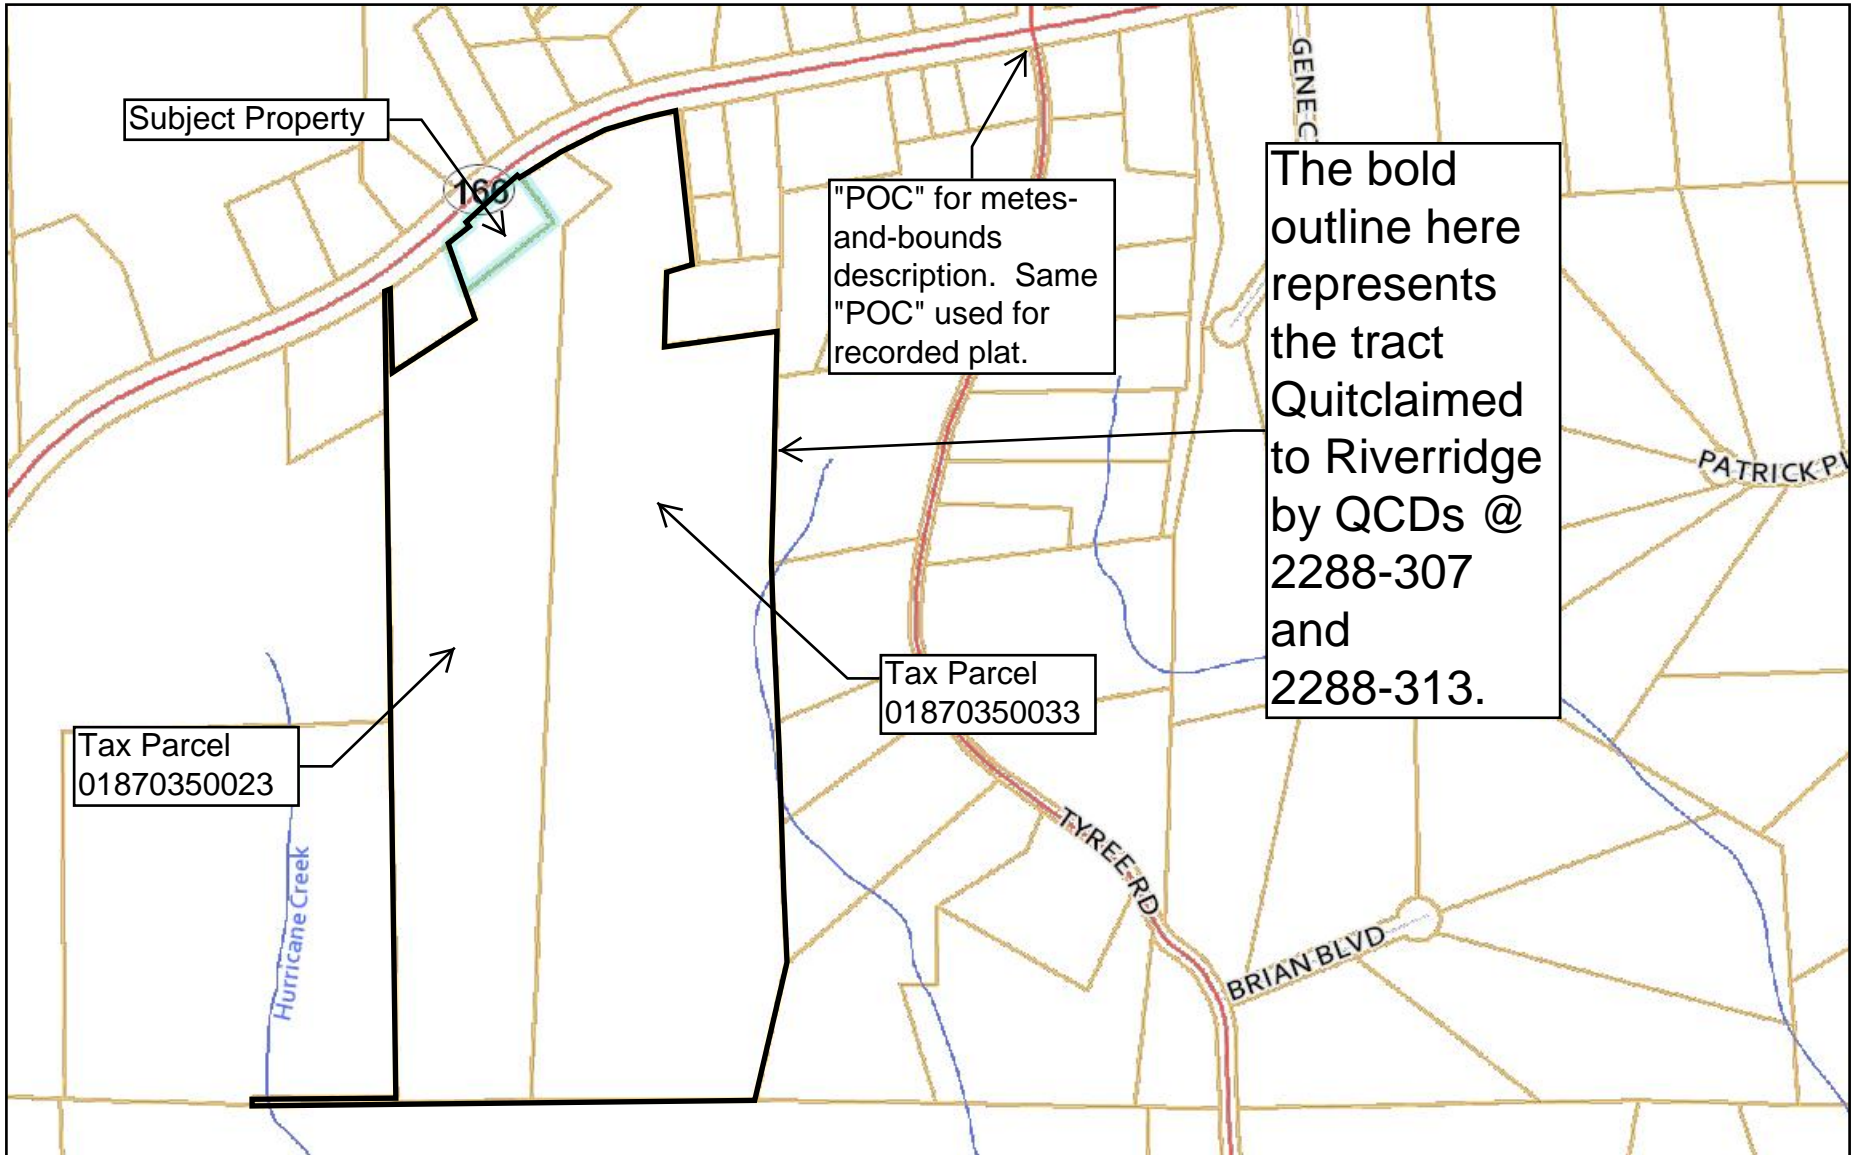 GENE C
Subject Property
166
"POC" for metes-
and-bounds
description.  Same
"POC" used for
recorded plat.
The bold
outline here
represents
the tract
Quitclaimed
to Riverridge
by QCDs @
2288-307
and
2288-313.
PATRICK PL
Tax Parcel
01870350033
Tax Parcel
01870350023
TYREE RD
Hurricane Creek
BRIAN BLVD